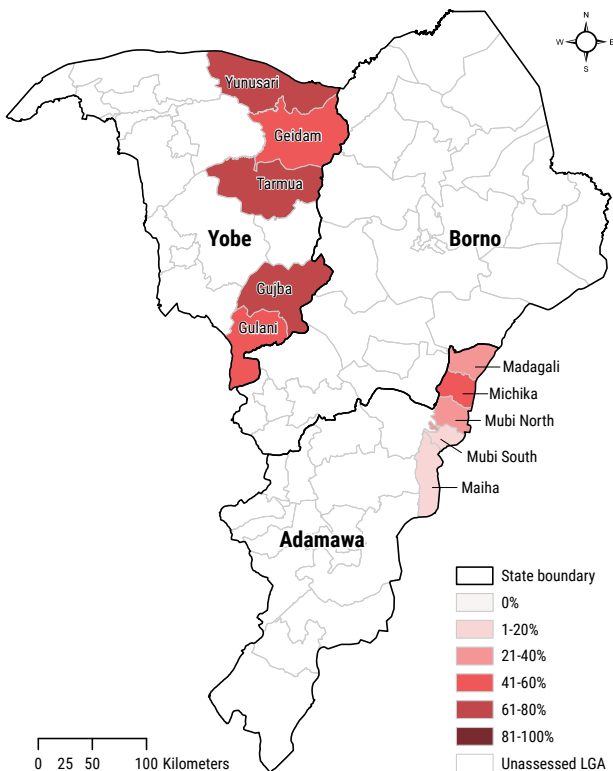 N
W E
S
Yunusari
Geidam
Tarmua
Yobe
Borno
Gujba
Gulani
Madagali
Michika
Mubi North
Mubi South
Maiha
Adamawa
State boundary
0%
1-20%
21-40%
41-60%
61-80%
81-100%
Unassessed LGA
0 25 50 100 Kilometers